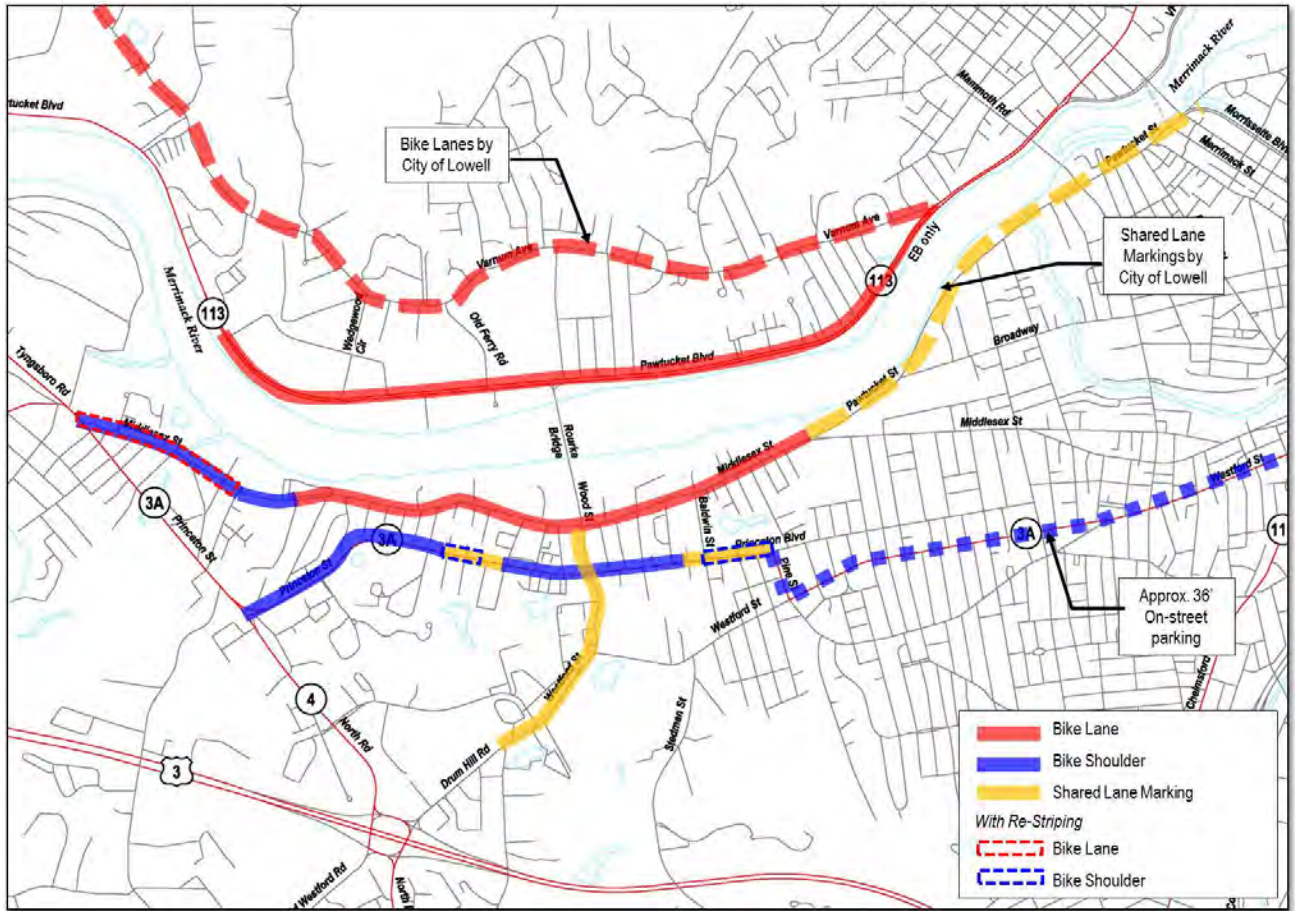 Merrimack River
Mammoth Rd
tucket Blvd
Morrissette Blv
Pawtucket St
Merrimack St
Bike Lanes by
City of Lowell
Varnum Ave
Varnum Ave
EB only
Shared Lane
Markings by
City of Lowell
113
113
Merrimack River
Wedgewood
Cir
Old Ferry Rd
Broadway
Pawtucket Blvd
Tyngsboro Rd
Pawtucket St
Middlesex St
Middlesex St
Rourke
Bridge
Middlesex St
Westford St
Wood St
Baldwin St
3A
Princeton St
3A
Princeton Blvd
3A
11
Pine St
Princeton St
Westford St
Approx. 36'
On-street
parking
Westford St
Chelmsford
4
North Rd
Stedman St
Drum Hill Rd
3
Bike Lane
Bike Shoulder
Shared Lane Marking
With Re-Striping
Bike Lane
Bike Shoulder
d Westford Rd
North R